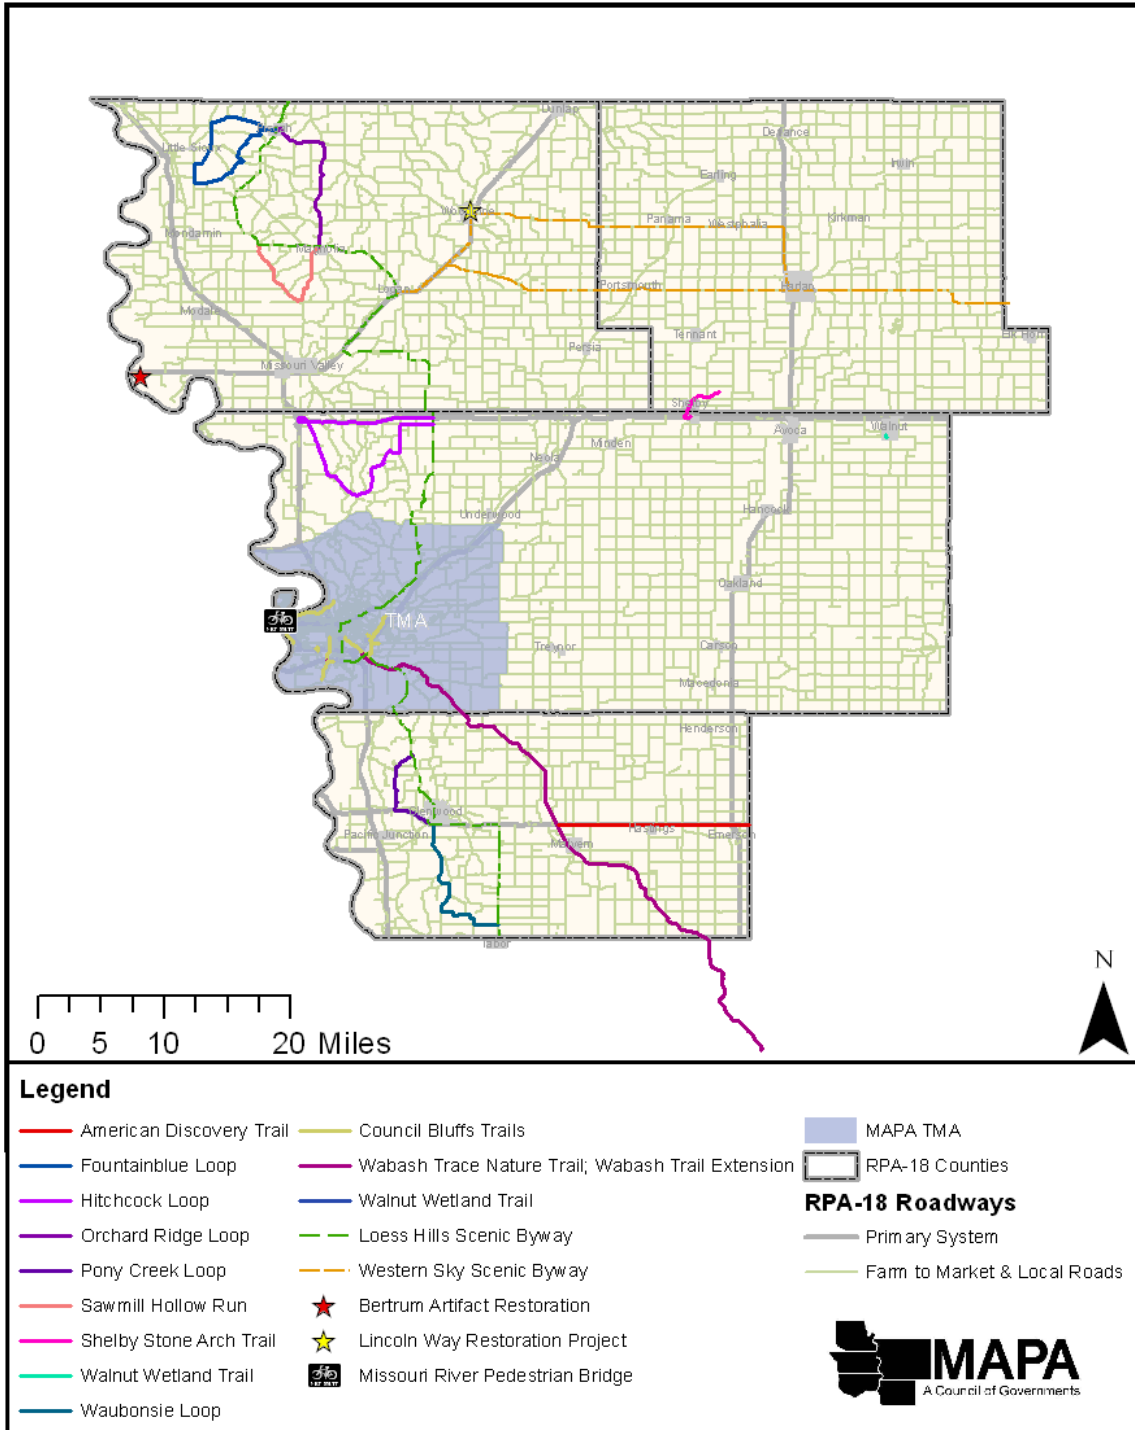 Dunlap
Pisgah
Defiance
Little Sioux
Irwin
Earling
Woodbine
Panama
Westphalia
Kirkman
Mondamin
Magnolia
Logan
Portsmouth
Harlan
Modale
Tennant
Elk Horn
Persia
Missouri Valley
Shelby
Avoca
Walnut
Minden
Neola
Underwood
Hancock
Oakland
TMA
Treynor
Carson
Macedonia
Henderson
Glenwood
Pacific Junction
Hastings
Emerson
Malvern
Tabor
N
0 5 10 20 Miles
Legend
American Discovery Trail
Fountainblue Loop
Hitchcock Loop
Orchard Ridge Loop
Pony Creek Loop
Sawmill Hollow Run
Shelby Stone Arch Trail
Walnut Wetland Trail
Waubonsie Loop
Council Bluffs Trails
Wabash Trace Nature Trail; Wabash Trail Extension
Walnut Wetland Trail
Loess Hills Scenic Byway
Western Sky Scenic Byway
Bertrum Artifact Restoration
Lincoln Way Restoration Project
Missouri River Pedestrian Bridge
MAPA TMA
RPA-18 Counties
RPA-18 Roadways
Primary System
Farm to Market & Local Roads
MAPA
A Council of Governments